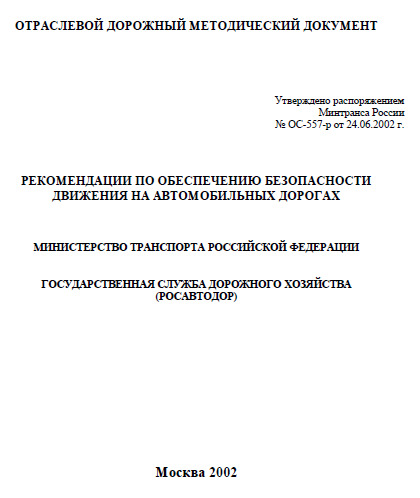 ОТРАСЛЕВОЙ ДОРОЖНЫЙ МЕТОДИЧЕСКИЙ ДОКУМЕНТ
Утверждено распоряжением
Минтранса России
№ ОС-557-р от 24.06.2002 г.
РЕКОМЕНДАЦИИ ПО ОБЕСПЕЧЕНИЮ БЕЗОПАСНОСТИ
ДВИЖЕНИЯ НА АВТОМОБИЛЬНЫХ ДОРОГАХ
МИНИСТЕРСТВО ТРАНСПОРТА РОССИЙСКОЙ ФЕДЕРАЦИИ
ГОСУДАРСТВЕННАЯ СЛУЖБА ДОРОЖНОГО ХОЗЯЙСТВА
(РОСАВТОДОР)
Москва 2002